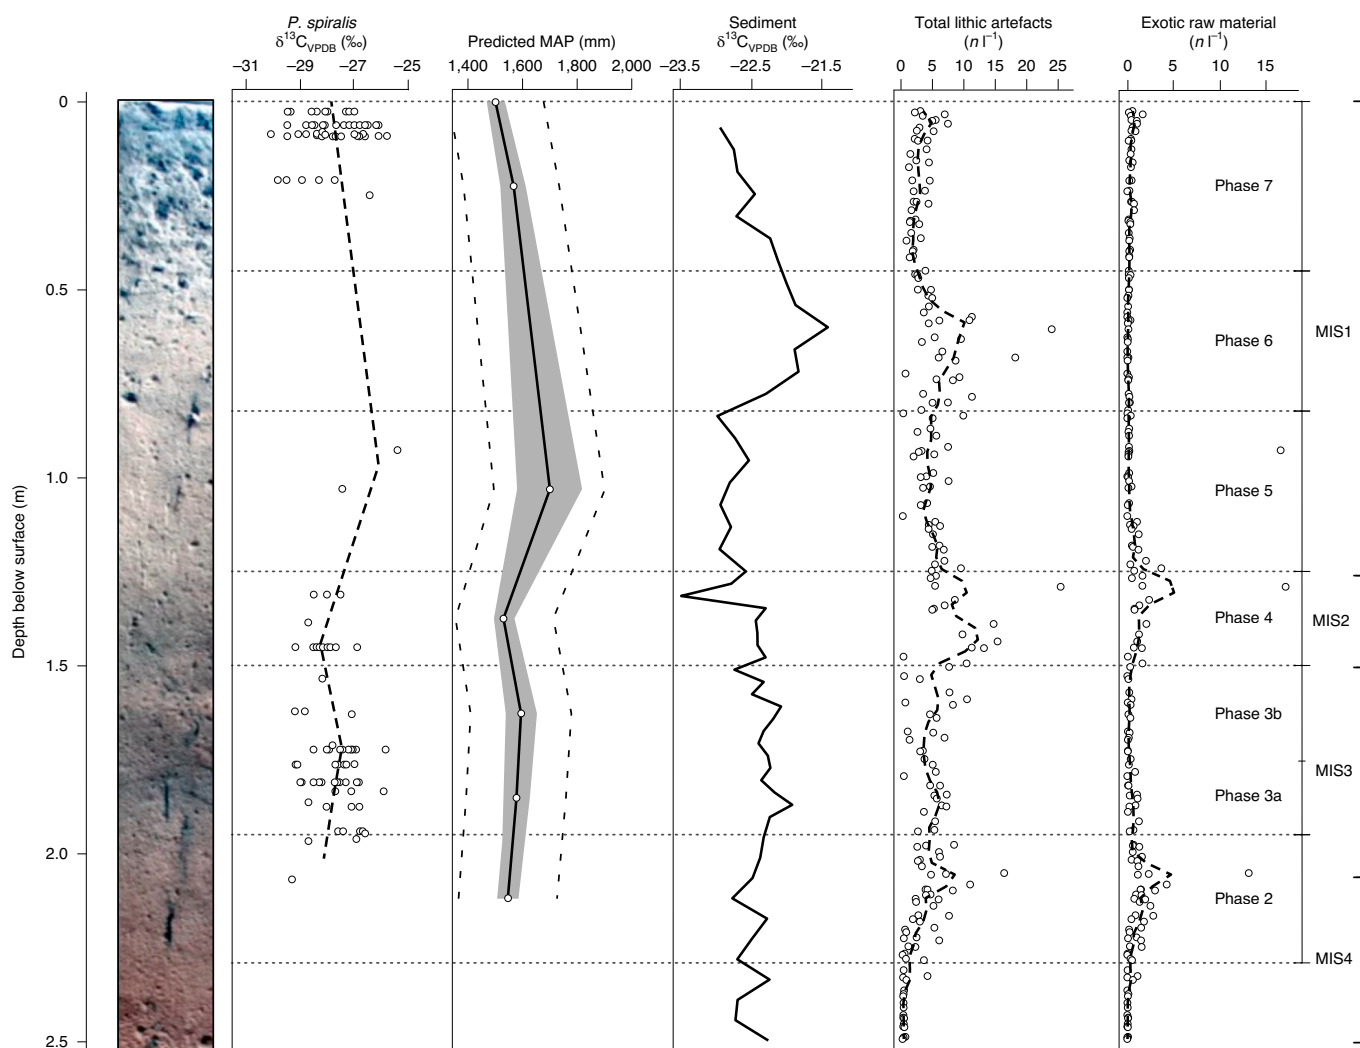 P. spiralis
δ¹³C_VPDB (‰)
–31 –29 –27 –25
Predicted MAP (mm)
1,400 1,600 1,800 2,000
Sediment
δ¹³C_VPDB (‰)
–23.5 –22.5 –21.5
Total lithic artefacts
(n l⁻¹)
0 5 10 15 25
Exotic raw material
(n l⁻¹)
0 5 10 15
Depth below surface (m)
0
0.5
1.0
1.5
2.0
2.5
Phase 7
Phase 6
Phase 5
Phase 4
Phase 3b
Phase 3a
Phase 2
MIS1
MIS2
MIS3
MIS4